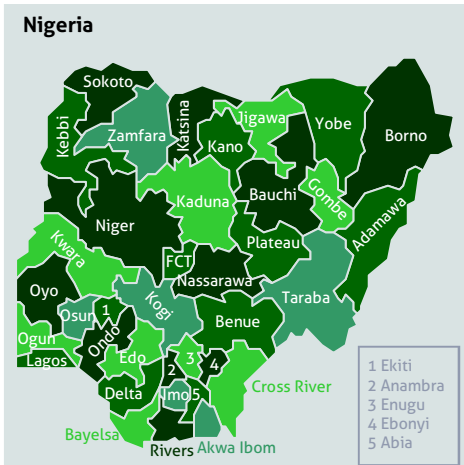 Nigeria
Sokoto
Kebbi
Zamfara
Katsina
Kano
Jigawa
Yobe
Borno
Kaduna
Bauchi
Gombe
Adamawa
Niger
Kwara
FCT
Plateau
Nassarawa
Taraba
Oyo
Osun
1
Kogi
Benue
Ogun
Lagos
Ondo
Edo
2
3
4
Cross River
Delta
Imo
5
Bayelsa
Rivers
Akwa Ibom
1 Ekiti
2 Anambra
3 Enugu
4 Ebonyi
5 Abia